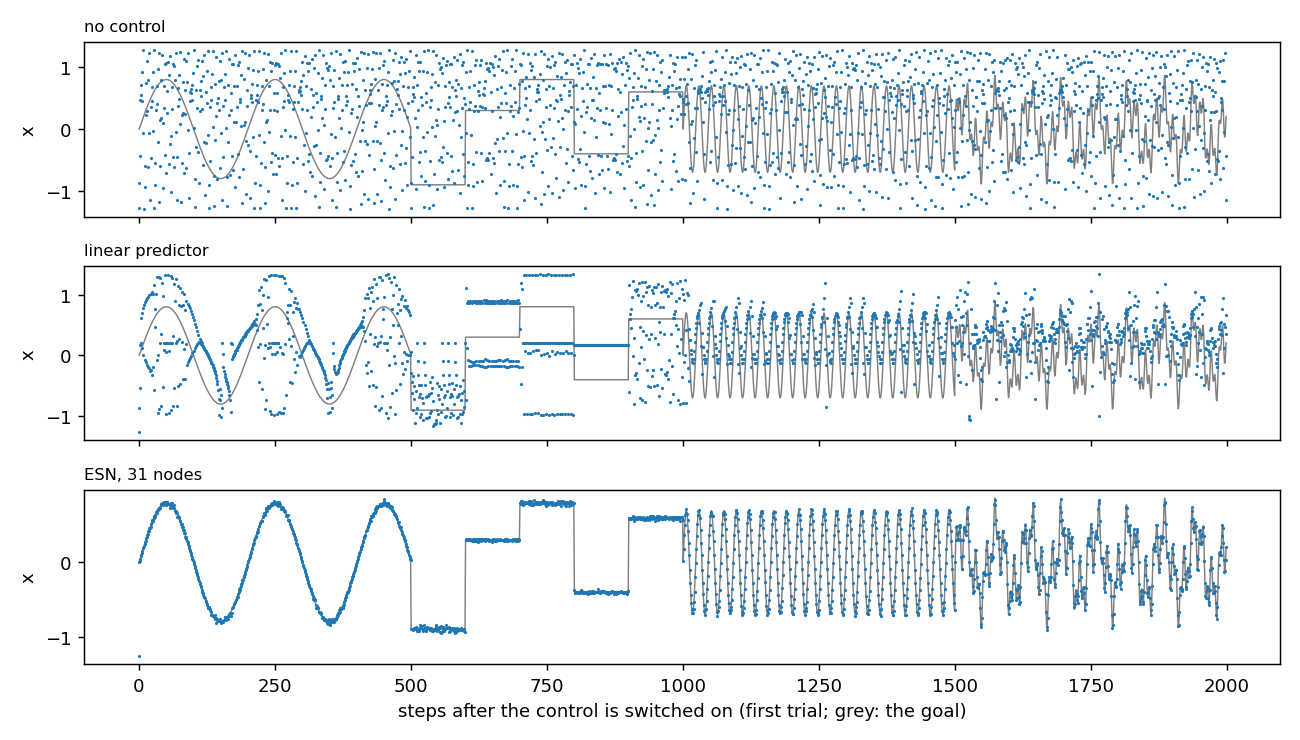 no control
x
1
0
−1
linear predictor
x
1
0
−1
ESN, 31 nodes
x
0
−1
0 250 500 750 1000 1250 1500 1750 2000
steps after the control is switched on (first trial; grey: the goal)